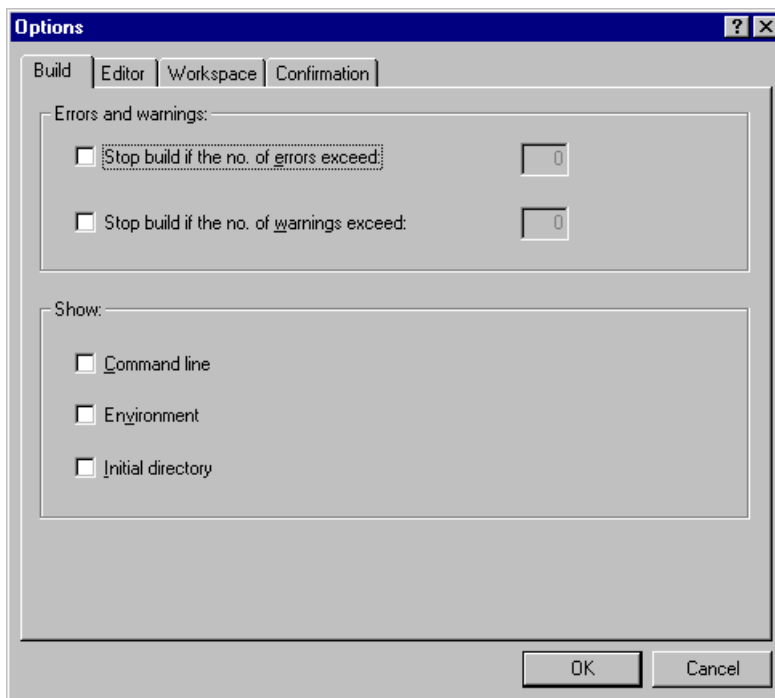 Options
Build Editor Workspace Confirmation
Errors and warnings:
Stop build if the no. of errors exceed: 0
Stop build if the no. of warnings exceed: 0
Show:
Command line
Environment
Initial directory
OK Cancel